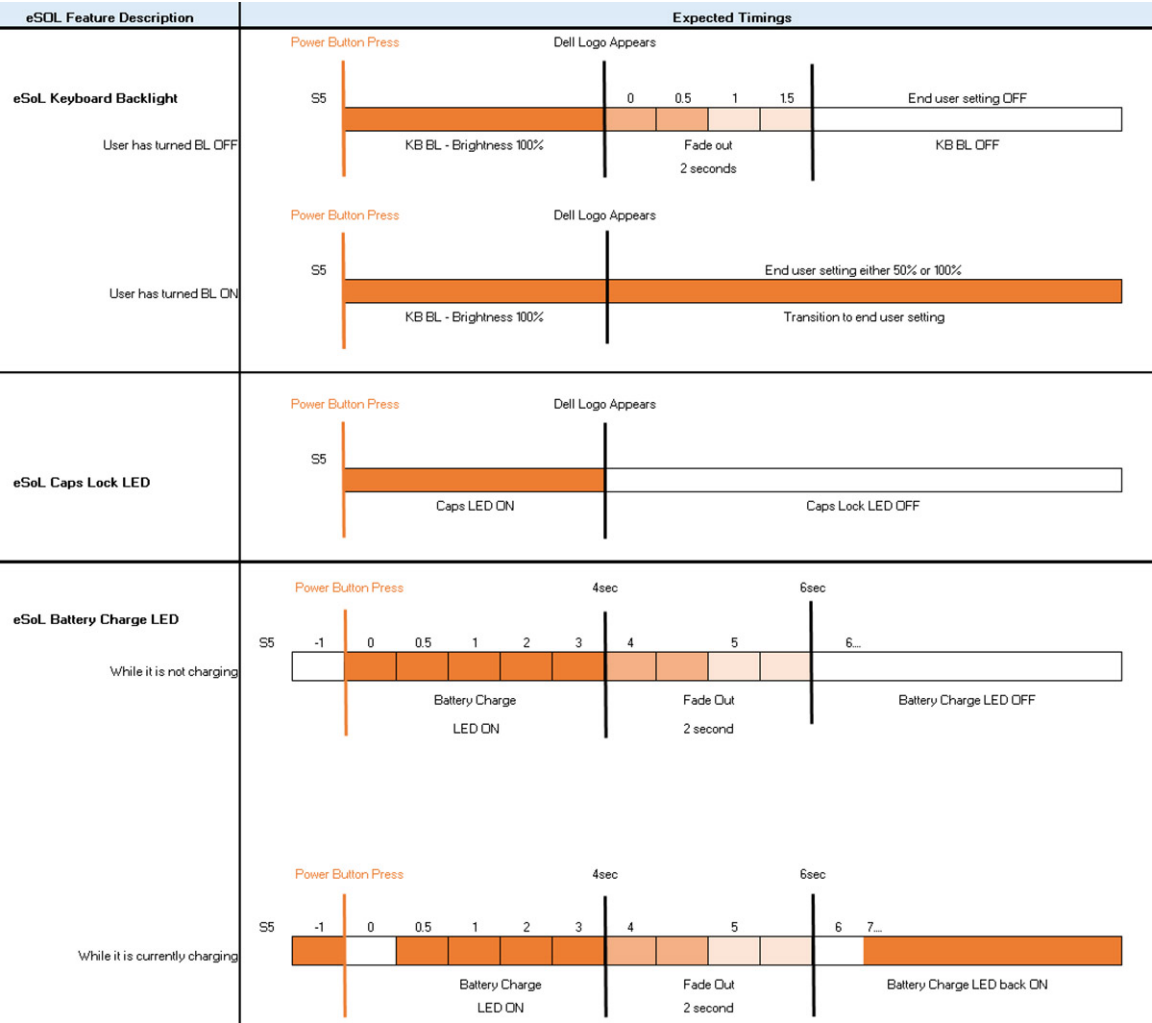 eSOL Feature Description
Expected Timings
Power Button Press
Dell Logo Appears
eSoL Keyboard Backlight
S5
0 0.5 1 1.5
End user setting OFF
User has turned BL OFF
KB BL - Brightness 100%
Fade out
KB BL OFF
2 seconds
Power Button Press
Dell Logo Appears
S5
End user setting either 50% or 100%
User has turned BL ON
KB BL - Brightness 100%
Transition to end user setting
Power Button Press
Dell Logo Appears
S5
eSoL Caps Lock LED
Caps LED ON
Caps Lock LED OFF
Power Button Press
4sec
6sec
eSoL Battery Charge LED
S5
-1 0 0.5 1 2 3 4 5 6...
While it is not charging
Battery Charge
Fade Out
Battery Charge LED OFF
LED ON
2 second
Power Button Press
4sec
6sec
S5
-1 0 0.5 1 2 3 4 5 6 7...
While it is currently charging
Battery Charge
Fade Out
Battery Charge LED back ON
LED ON
2 second